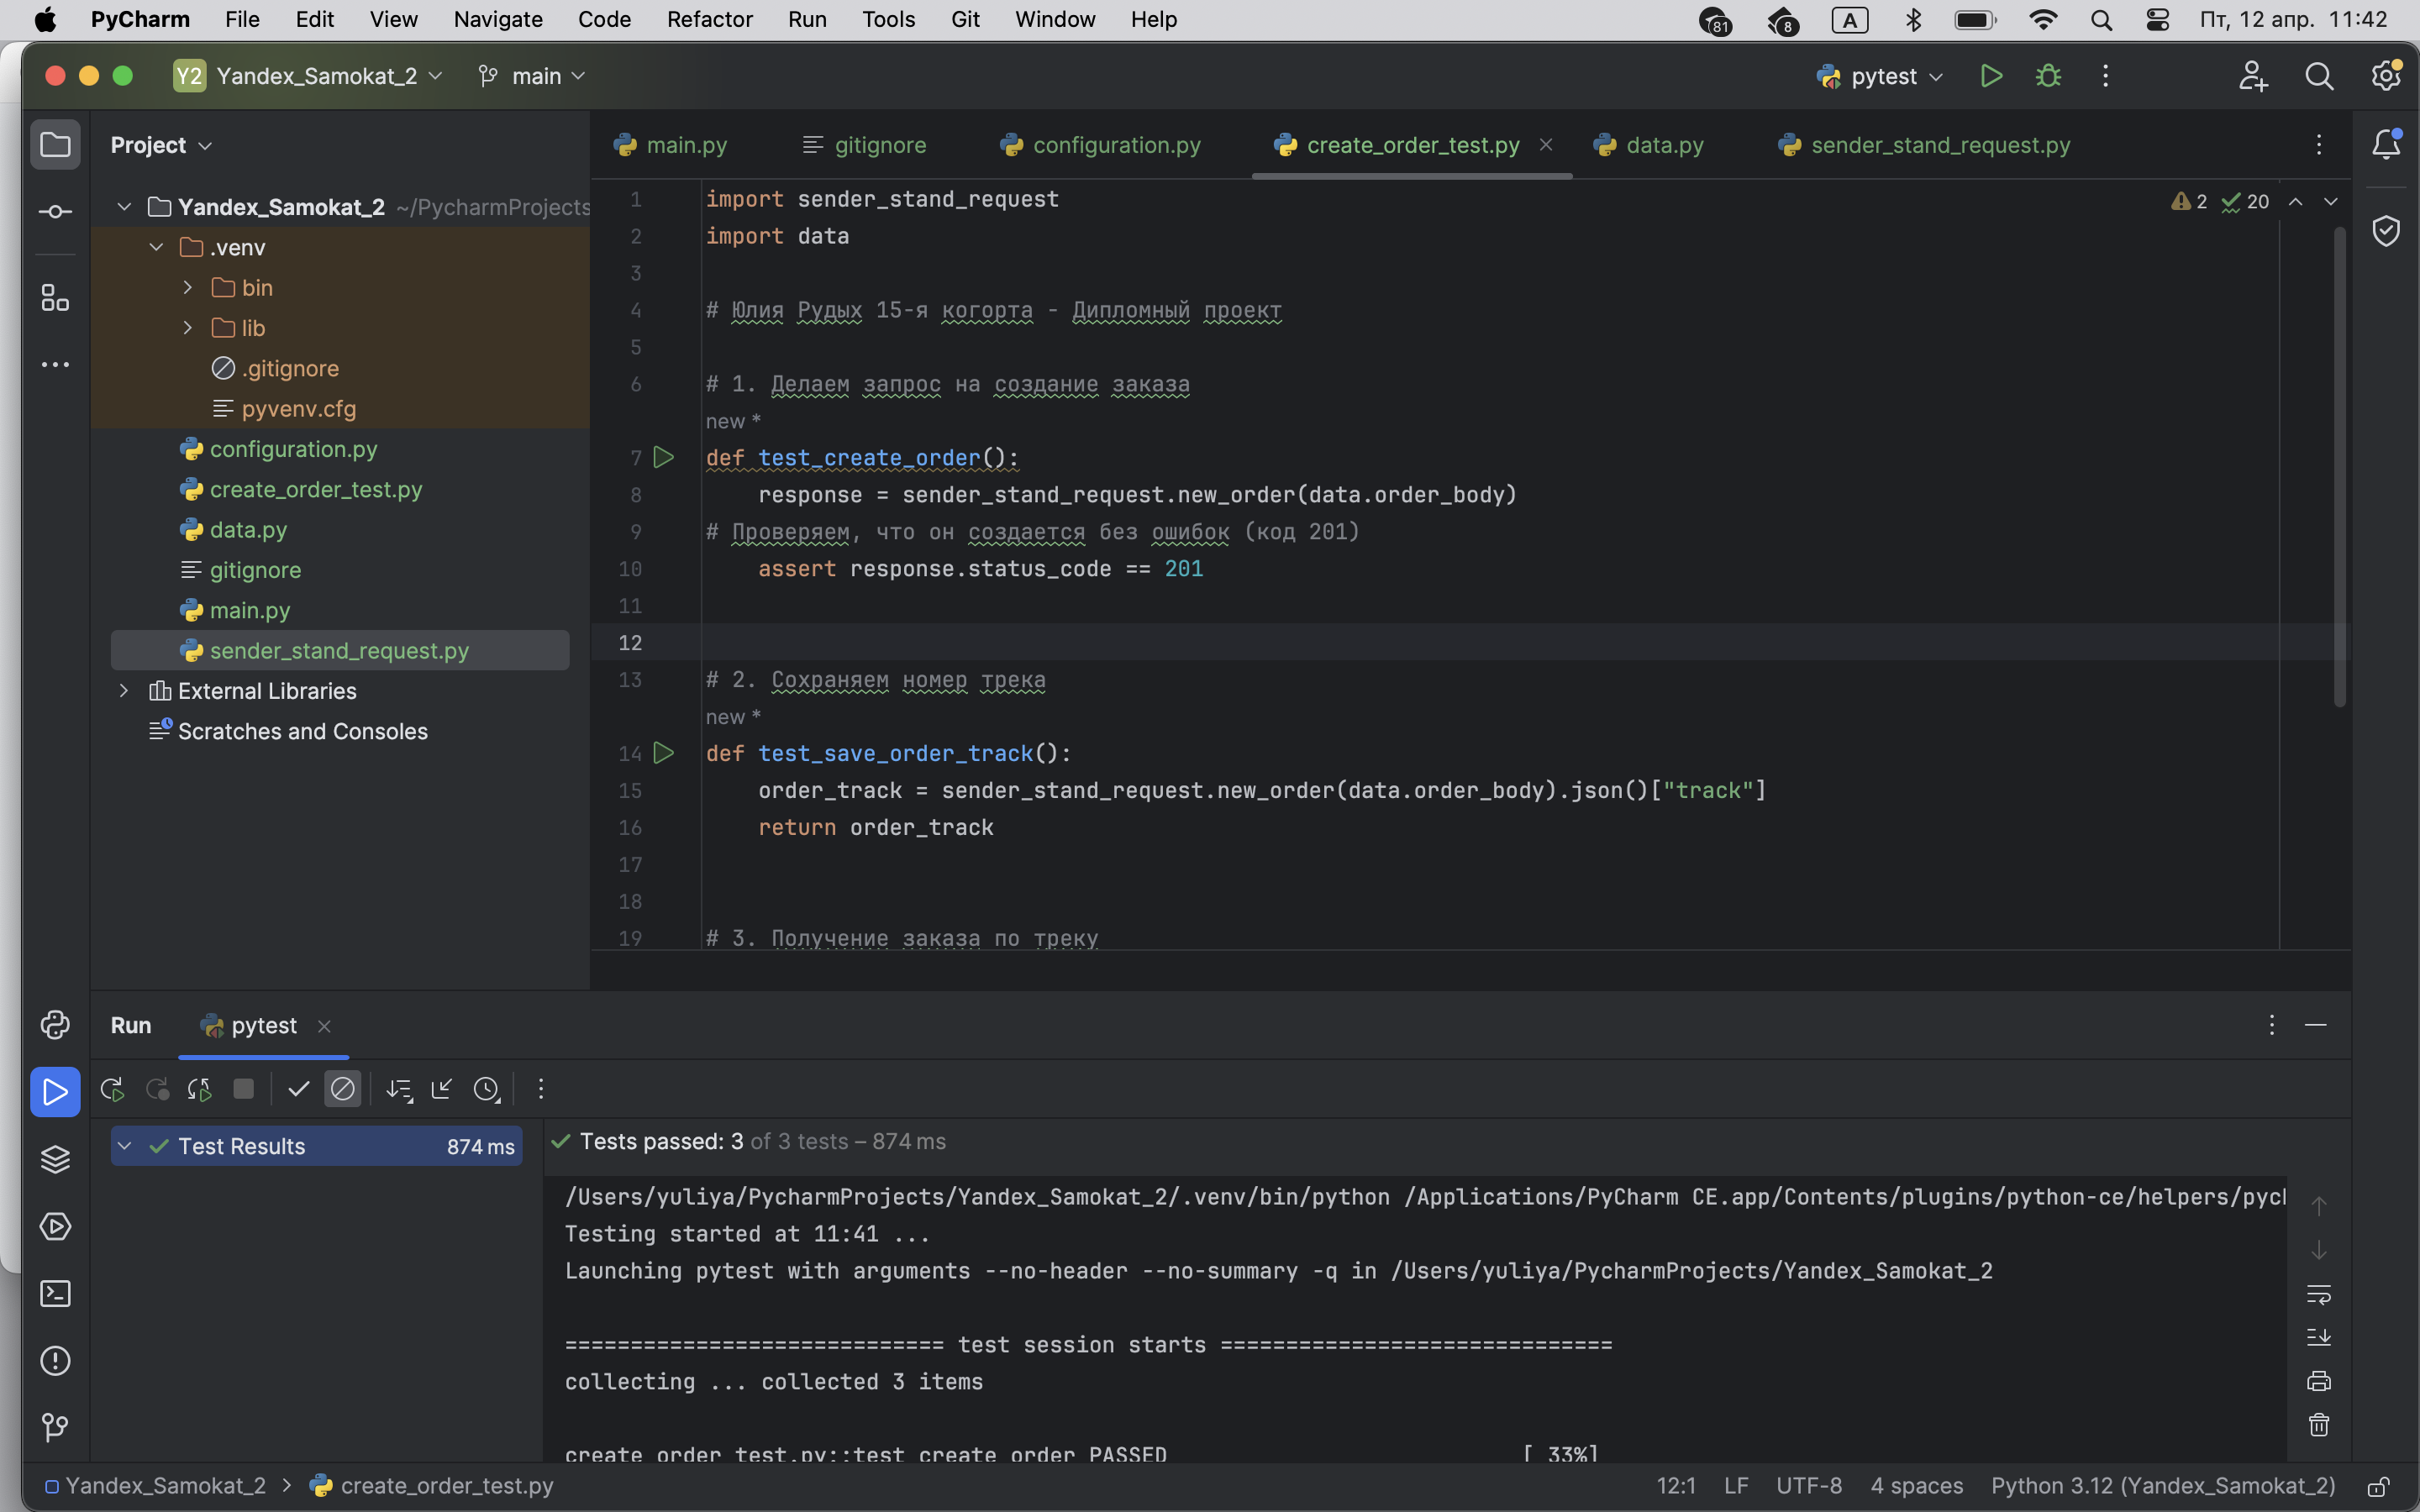 PyCharm File Edit View Navigate Code Refactor Run Tools Git Window Help 81 8 A Пт, 12 апр. 11:42
Y2 Yandex_Samokat_2 main pytest
Project
main.py gitignore configuration.py create_order_test.py data.py sender_stand_request.py
Yandex_Samokat_2 ~/PycharmProjects
.venv
bin
lib
.gitignore
pyvenv.cfg
configuration.py
create_order_test.py
data.py
gitignore
main.py
sender_stand_request.py
External Libraries
Scratches and Consoles
2 20
1 import sender_stand_request
2 import data
3
4 # Юлия Рудых 15-я когорта - Дипломный проект
5
6 # 1. Делаем запрос на создание заказа
new *
7 def test_create_order():
8 response = sender_stand_request.new_order(data.order_body)
9 # Проверяем, что он создается без ошибок (код 201)
10 assert response.status_code == 201
11
12
13 # 2. Сохраняем номер трека
new *
14 def test_save_order_track():
15 order_track = sender_stand_request.new_order(data.order_body).json()["track"]
16 return order_track
17
18
19 # 3. Получение заказа по треку
Run pytest
Test Results 874 ms
Tests passed: 3 of 3 tests – 874 ms
/Users/yuliya/PycharmProjects/Yandex_Samokat_2/.venv/bin/python /Applications/PyCharm CE.app/Contents/plugins/python-ce/helpers/pycl
Testing started at 11:41 ...
Launching pytest with arguments --no-header --no-summary -q in /Users/yuliya/PycharmProjects/Yandex_Samokat_2
============================= test session starts ==============================
collecting ... collected 3 items
create_order_test.py::test_create_order PASSED [ 33%]
Yandex_Samokat_2 > create_order_test.py 12:1 LF UTF-8 4 spaces Python 3.12 (Yandex_Samokat_2)